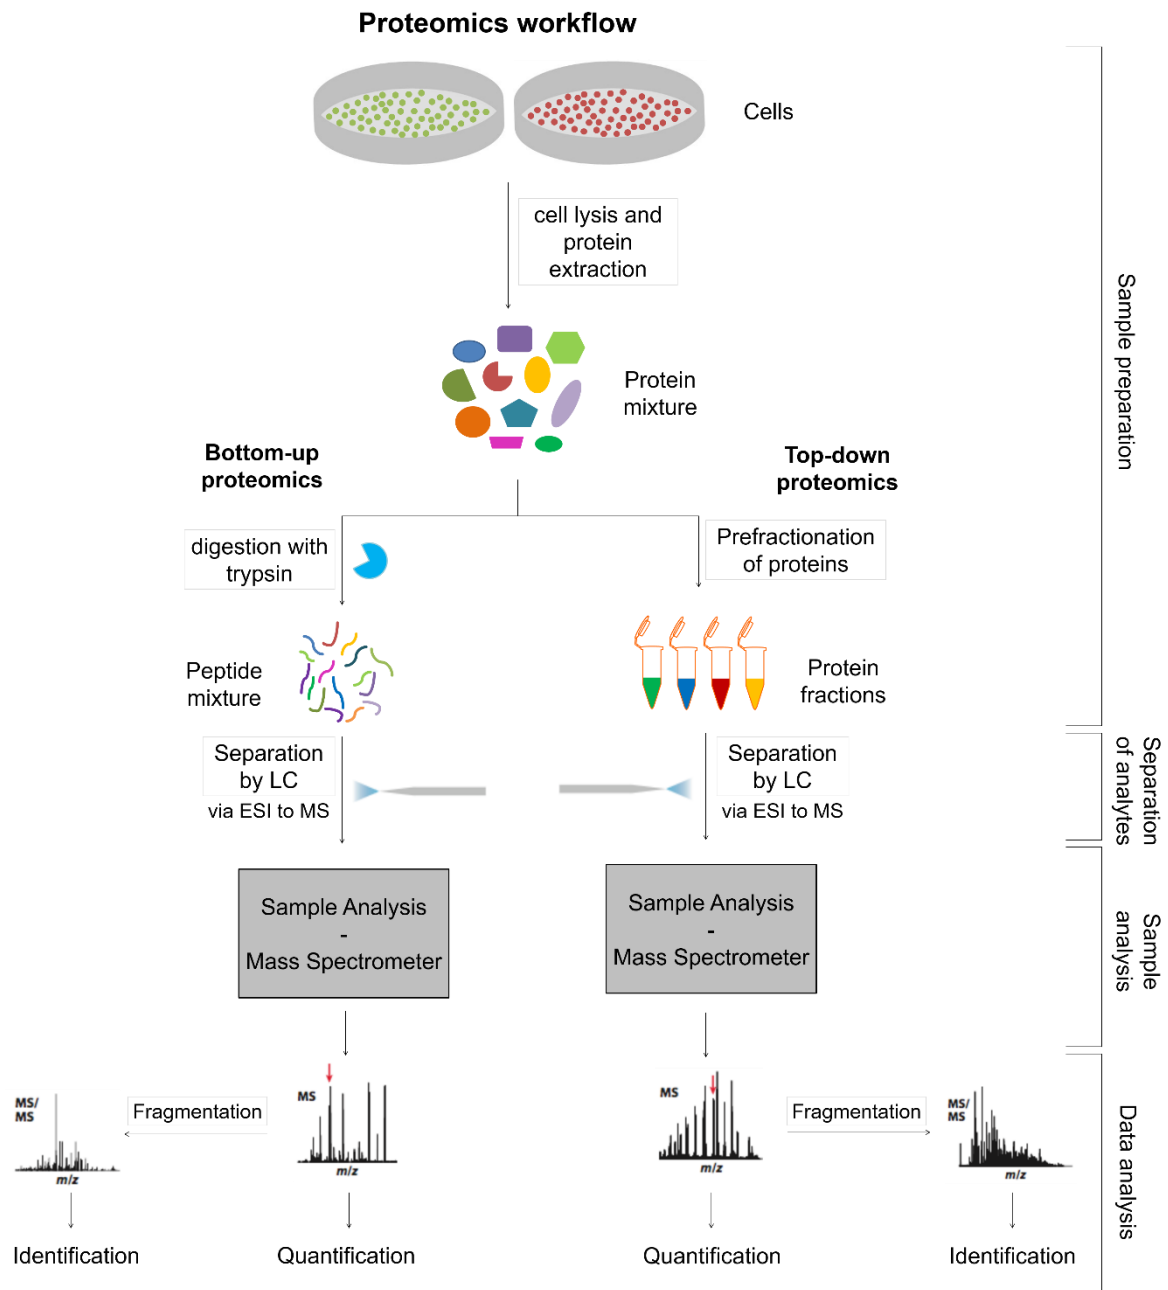 Proteomics workflow
Cells
cell lysis and
protein
extraction
Protein
mixture
Sample preparation
Bottom-up
proteomics
Top-down
proteomics
digestion with
trypsin
Prefractionation
of proteins
Peptide
mixture
Protein
fractions
Separation
by LC
via ESI to MS
Separation
by LC
via ESI to MS
Separation
of analytes
Sample Analysis
-
Mass Spectrometer
Sample Analysis
-
Mass Spectrometer
Sample
analysis
MS/
MS
m/z
Fragmentation
MS
m/z
MS
m/z
Fragmentation
MS/
MS
m/z
Data analysis
Identification
Quantification
Quantification
Identification